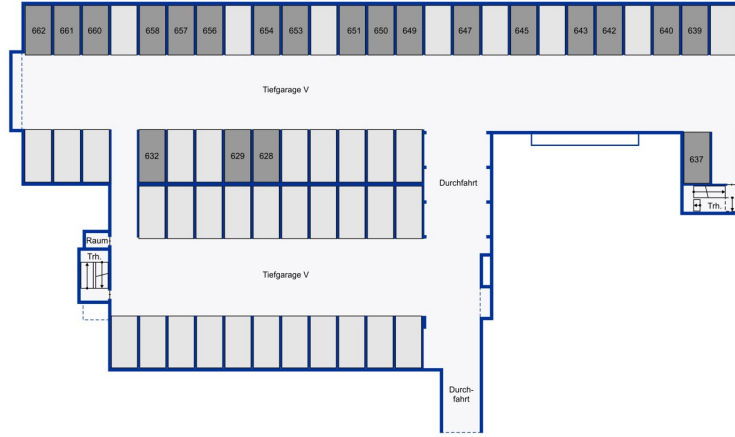 662 661 660 658 657 656 654 653 651 650 649 647 645 643 642 640 639
Tiefgarage V
632 629 628 637
Durchfahrt
Trh.
Raum
Trh.
Tiefgarage V
Durch-
fahrt